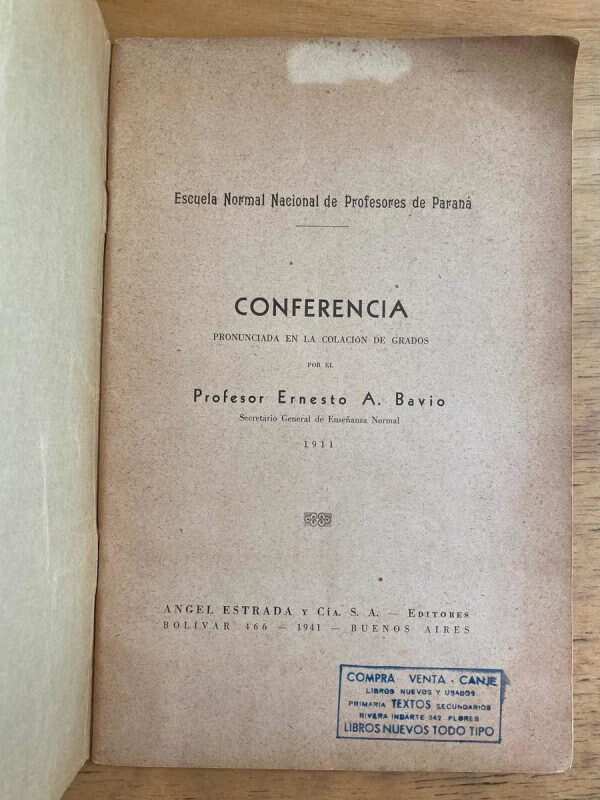 Escuela Normal Nacional de Profesores de Paraná
CONFERENCIA
PRONUNCIADA EN LA COLACIÓN DE GRADOS
POR EL
Profesor Ernesto A. Bavio
Secretario General de Enseñanza Normal
1911
ANGEL ESTRADA Y CÍA. S. A. — EDITORES
BOLÍVAR 466 — 1941 — BUENOS AIRES
COMPRA VENTA - CANJE
LIBROS NUEVOS Y USADOS
PRIMARIA TEXTOS SECUNDARIOS
RIVERA INDARTE 342 FLORES
LIBROS NUEVOS TODO TIPO